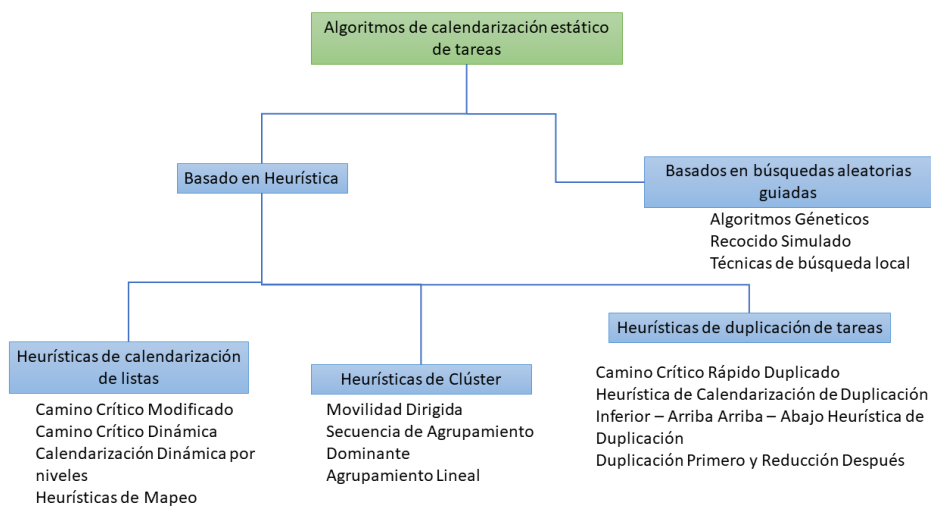 Algoritmos de calendarización estático
de tareas
Basado en Heurística
Basados en búsquedas aleatorias
guiadas
Algoritmos Géneticos
Recocido Simulado
Técnicas de búsqueda local
Heurísticas de calendarización
de listas
Camino Crítico Modificado
Camino Crítico Dinámica
Calendarización Dinámica por
niveles
Heurísticas de Mapeo
Heurísticas de Clúster
Movilidad Dirigida
Secuencia de Agrupamiento
Dominante
Agrupamiento Lineal
Heurísticas de duplicación de tareas
Camino Crítico Rápido Duplicado
Heurística de Calendarización de Duplicación
Inferior – Arriba Arriba – Abajo Heurística de
Duplicación
Duplicación Primero y Reducción Después